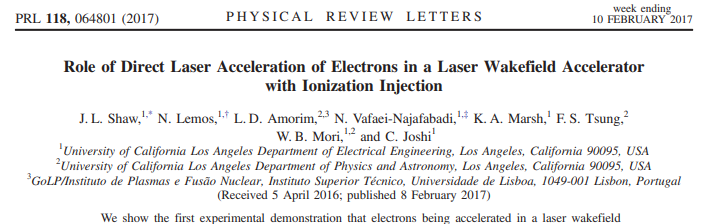 PRL 118, 064801 (2017)
PHYSICAL REVIEW LETTERS
week ending
10 FEBRUARY 2017
Role of Direct Laser Acceleration of Electrons in a Laser Wakefield Accelerator
with Ionization Injection
J. L. Shaw,1,* N. Lemos,1,† L. D. Amorim,2,3 N. Vafaei-Najafabadi,1,‡ K. A. Marsh,1 F. S. Tsung,2
W. B. Mori,1,2 and C. Joshi1
1University of California Los Angeles Department of Electrical Engineering, Los Angeles, California 90095, USA
2University of California Los Angeles Department of Physics and Astronomy, Los Angeles, California 90095, USA
3GoLP/Instituto de Plasmas e Fusão Nuclear, Instituto Superior Técnico, Universidade de Lisboa, 1049-001 Lisbon, Portugal
(Received 5 April 2016; published 8 February 2017)
We show the first experimental demonstration that electrons being accelerated in a laser wakefield